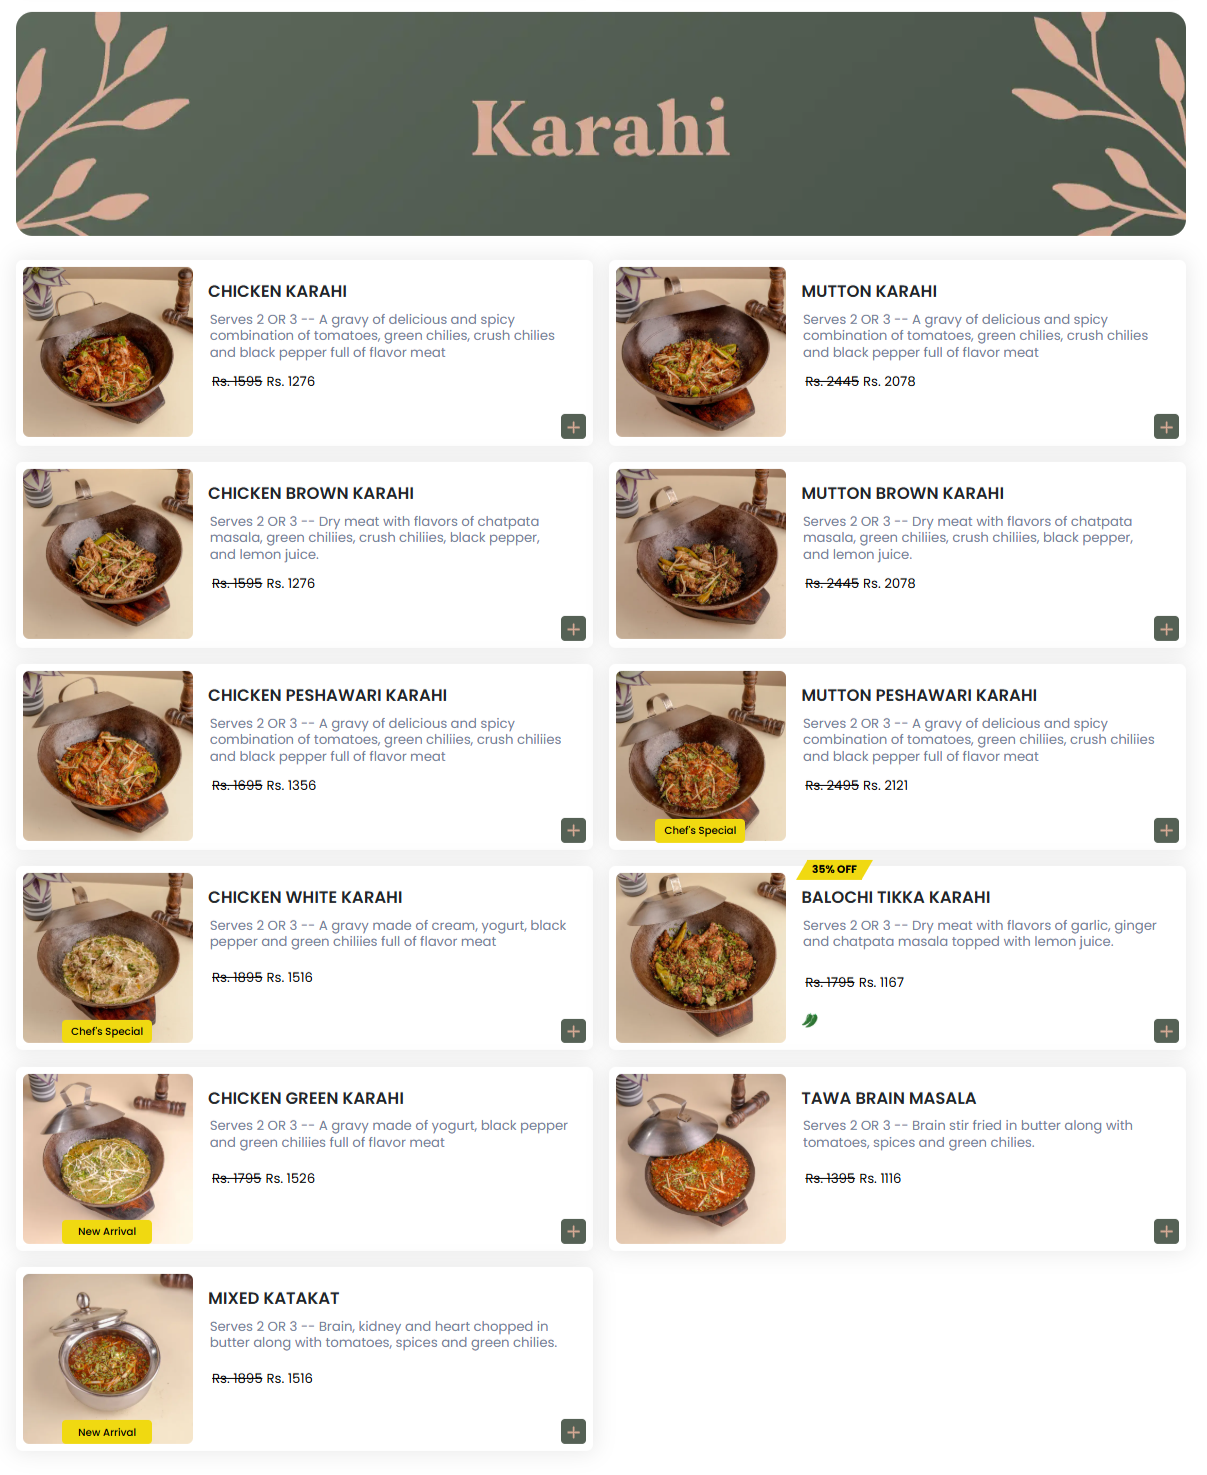 Karahi
CHICKEN KARAHI
Serves 2 OR 3 -- A gravy of delicious and spicy
combination of tomatoes, green chilies, crush chilies
and black pepper full of flavor meat
Rs. 1595 Rs. 1276
MUTTON KARAHI
Serves 2 OR 3 -- A gravy of delicious and spicy
combination of tomatoes, green chilies, crush chilies
and black pepper full of flavor meat
Rs. 2445 Rs. 2078
CHICKEN BROWN KARAHI
Serves 2 OR 3 -- Dry meat with flavors of chatpata
masala, green chiliies, crush chiliies, black pepper,
and lemon juice.
Rs. 1595 Rs. 1276
MUTTON BROWN KARAHI
Serves 2 OR 3 -- Dry meat with flavors of chatpata
masala, green chiliies, crush chiliies, black pepper,
and lemon juice.
Rs. 2445 Rs. 2078
CHICKEN PESHAWARI KARAHI
Serves 2 OR 3 -- A gravy of delicious and spicy
combination of tomatoes, green chiliies, crush chiliies
and black pepper full of flavor meat
Rs. 1695 Rs. 1356
MUTTON PESHAWARI KARAHI
Serves 2 OR 3 -- A gravy of delicious and spicy
combination of tomatoes, green chiliies, crush chiliies
and black pepper full of flavor meat
Rs. 2495 Rs. 2121
Chef's Special
CHICKEN WHITE KARAHI
Serves 2 OR 3 -- A gravy made of cream, yogurt, black
pepper and green chiliies full of flavor meat
Rs. 1895 Rs. 1516
Chef's Special
35% OFF
BALOCHI TIKKA KARAHI
Serves 2 OR 3 -- Dry meat with flavors of garlic, ginger
and chatpata masala topped with lemon juice.
Rs. 1795 Rs. 1167
CHICKEN GREEN KARAHI
Serves 2 OR 3 -- A gravy made of yogurt, black pepper
and green chiliies full of flavor meat
Rs. 1795 Rs. 1526
New Arrival
TAWA BRAIN MASALA
Serves 2 OR 3 -- Brain stir fried in butter along with
tomatoes, spices and green chilies.
Rs. 1395 Rs. 1116
MIXED KATAKAT
Serves 2 OR 3 -- Brain, kidney and heart chopped in
butter along with tomatoes, spices and green chilies.
Rs. 1895 Rs. 1516
New Arrival